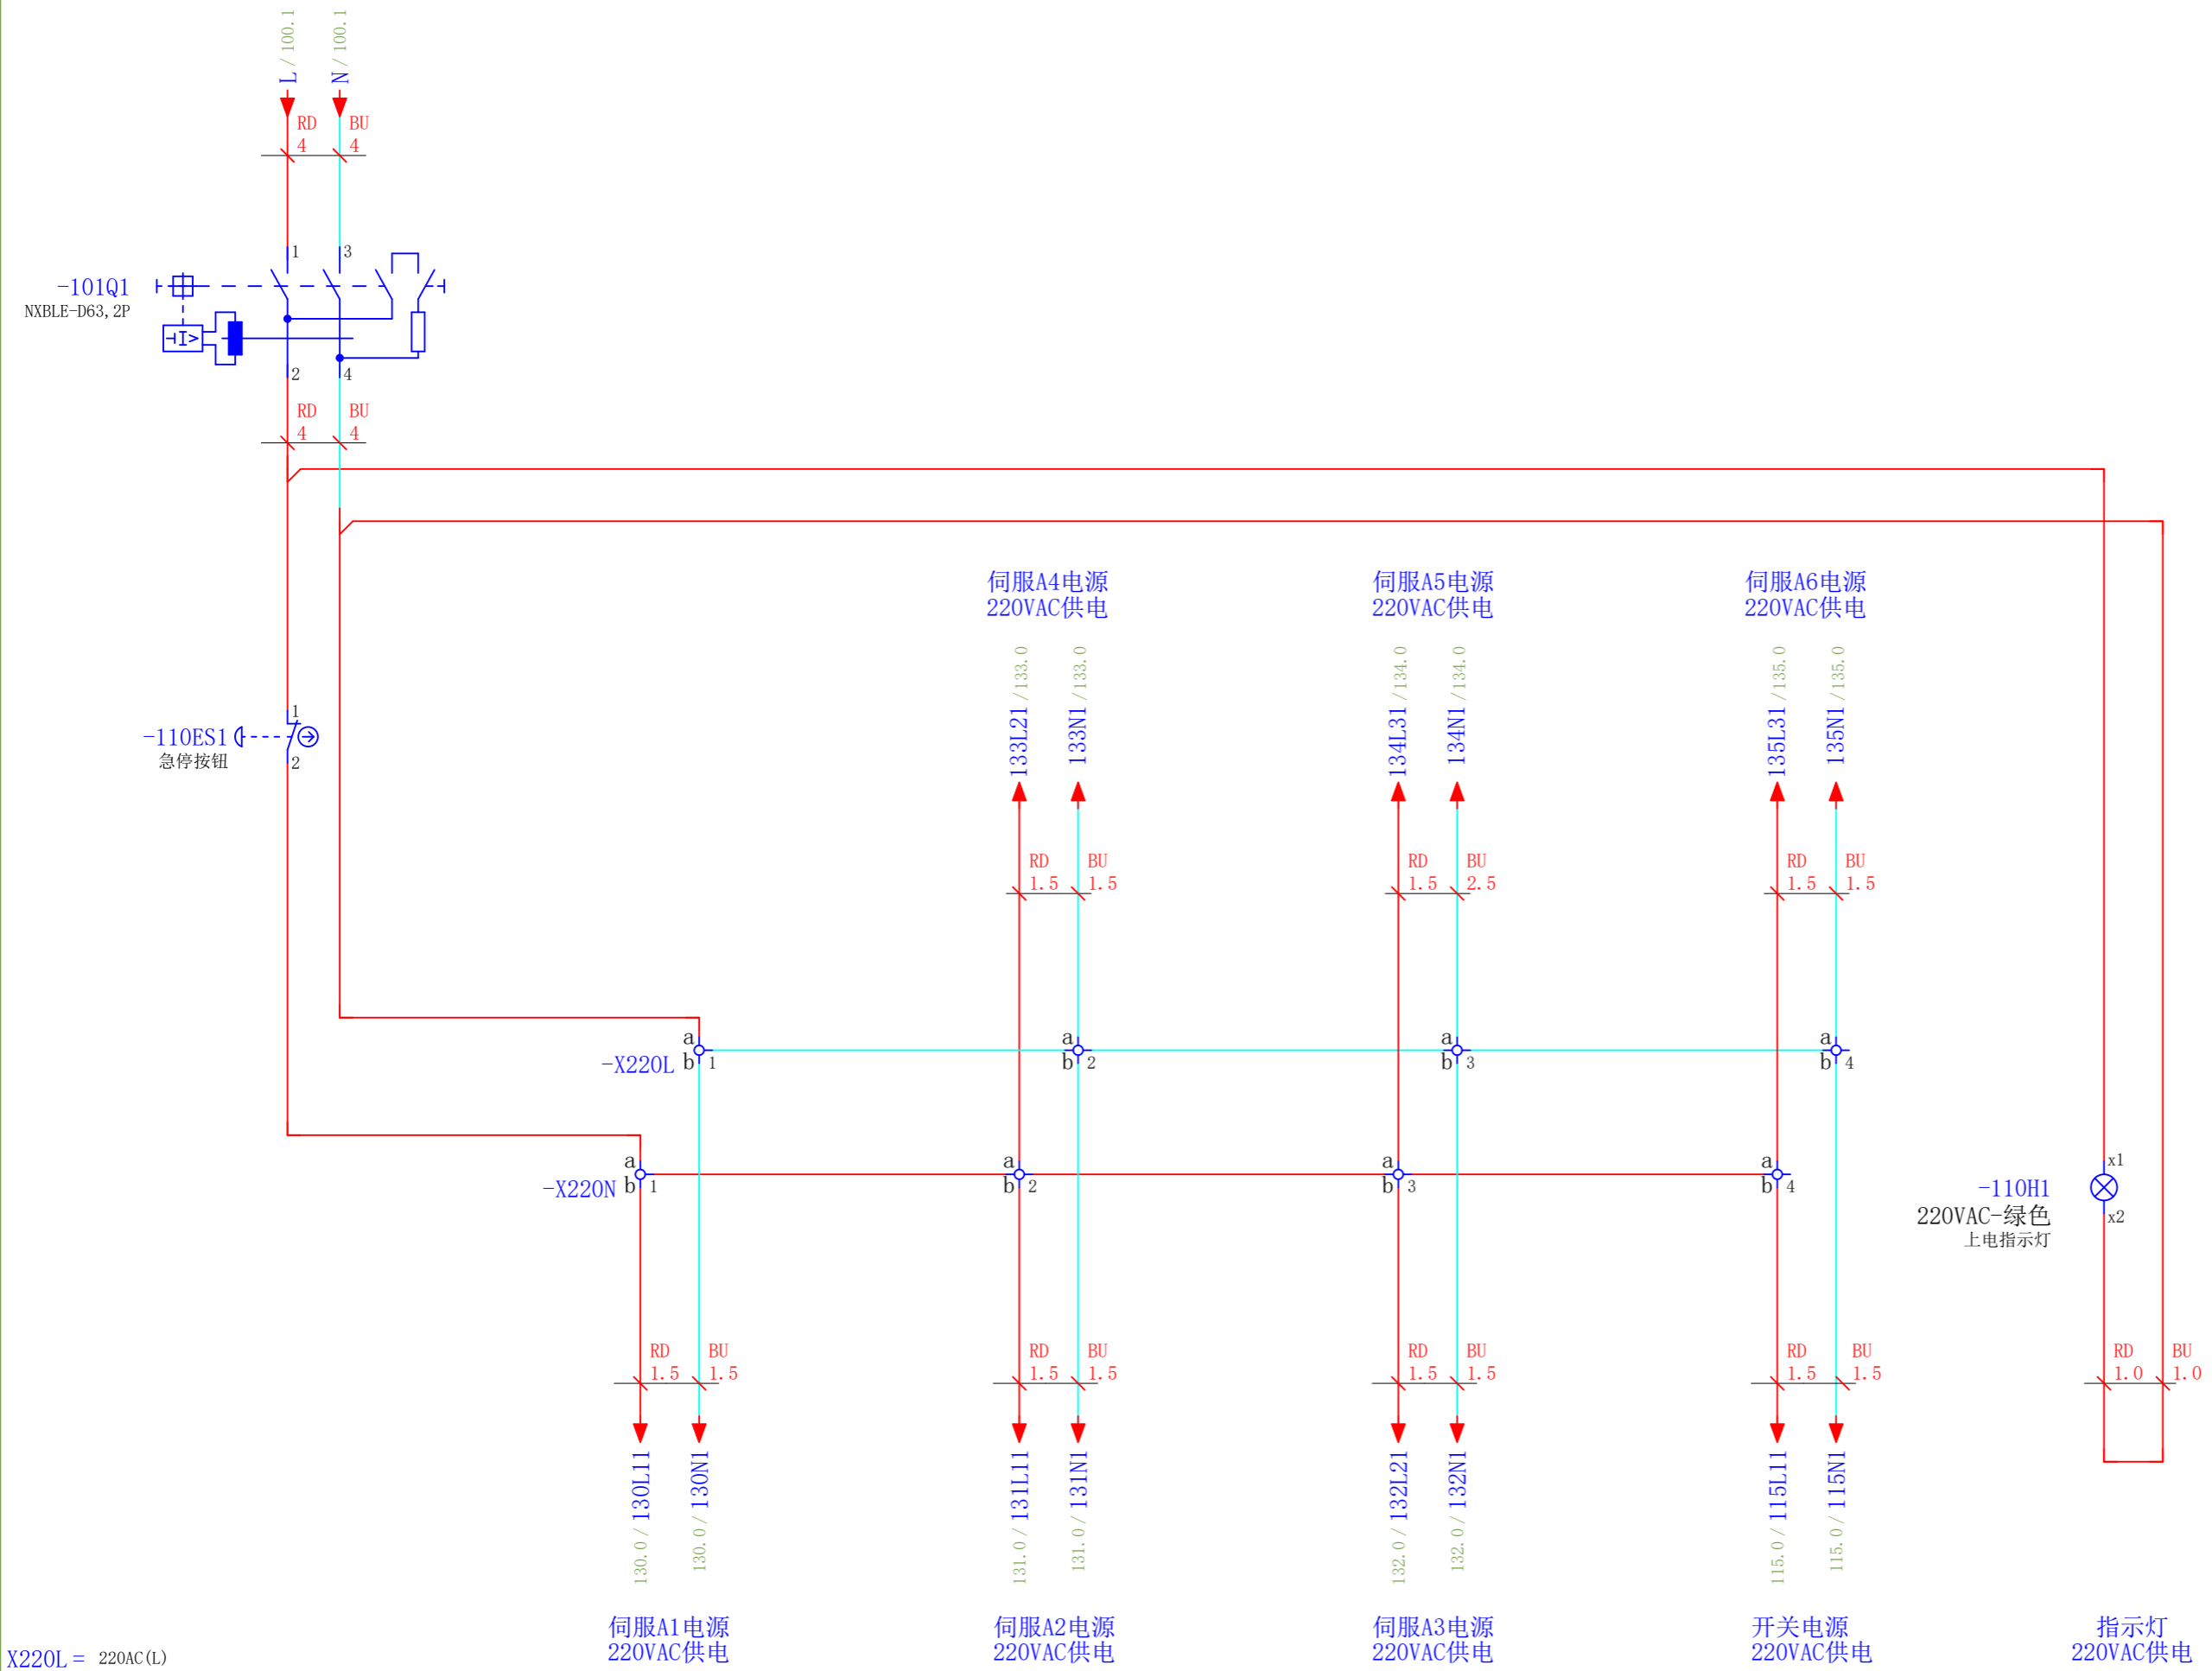 L / 100.1
N / 100.1
RD
4
BU
4
-101Q1
NXBLE-D63,2P
1
3
2
4
RD
4
BU
4
伺服A4电源
220VAC供电
伺服A5电源
220VAC供电
伺服A6电源
220VAC供电
133L21 / 133.0
133N1 / 133.0
134L31 / 134.0
134N1 / 134.0
135L31 / 135.0
135N1 / 135.0
-110ES1
急停按钮
1
2
RD
1.5
BU
1.5
RD
1.5
BU
2.5
RD
1.5
BU
1.5
-X220L
a
b
1
a
b
2
a
b
3
a
b
4
-X220N
a
b
1
a
b
2
a
b
3
a
b
4
-110H1
220VAC-绿色
上电指示灯
x1
x2
RD
1.5
BU
1.5
RD
1.5
BU
1.5
RD
1.5
BU
1.5
RD
1.5
BU
1.5
RD
1.0
BU
1.0
130.0 / 130L11
130.0 / 130N1
131.0 / 131L11
131.0 / 131N1
132.0 / 132L21
132.0 / 132N1
115.0 / 115L11
115.0 / 115N1
伺服A1电源
220VAC供电
伺服A2电源
220VAC供电
伺服A3电源
220VAC供电
开关电源
220VAC供电
指示灯
220VAC供电
X220L = 220AC(L)